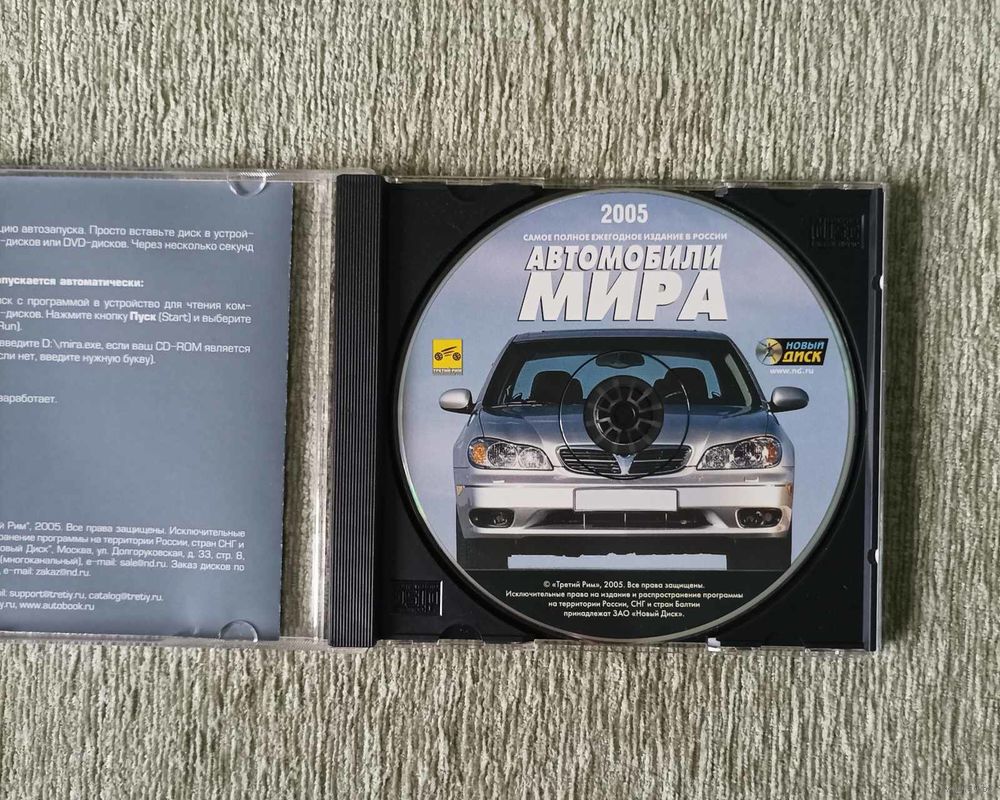 цию автозапуска. Просто вставьте диск в устрой-
-дисков или DVD-дисков. Через несколько секунд
апускается автоматически:
ск с программой в устройство для чтения ком-
-дисков. Нажмите кнопку Пуск (Start) и выберите
Run).
введите D:\mira.exe, если ваш CD-ROM является
сли нет, введите нужную букву).
заработает.
й Рим", 2005. Все права защищены. Исключительные
ранение программы на территории России, стран СНГ и
овый Диск", Москва, ул. Долгоруковская, д. 33, стр. 8,
(многоканальный), e-mail: sale@nd.ru. Заказ дисков по
, e-mail: zakaz@nd.ru.
il: support@tretiy.ru, catalog@tretiy.ru,
iy.ru, www.autobook.ru
2005
САМОЕ ПОЛНОЕ ЕЖЕГОДНОЕ ИЗДАНИЕ В РОССИИ
АВТОМОБИЛИ
МИРА
ТРЕТИЙ РИМ
НОВЫЙ
ДИСК
www.nd.ru
© «Третий Рим», 2005. Все права защищены.
Исключительные права на издание и распространение программы
на территории России, СНГ и стран Балтии
принадлежат ЗАО «Новый Диск».